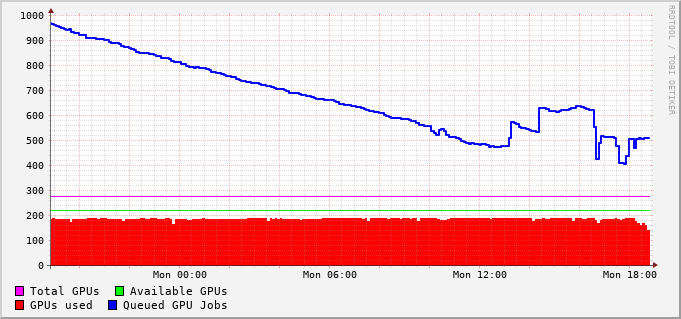 1000
900
800
700
600
500
400
300
200
100
0
Mon 00:00 Mon 06:00 Mon 12:00 Mon 18:00
Total GPUs Available GPUs
GPUs used Queued GPU Jobs
RRDTOOL / TOBI OETIKER